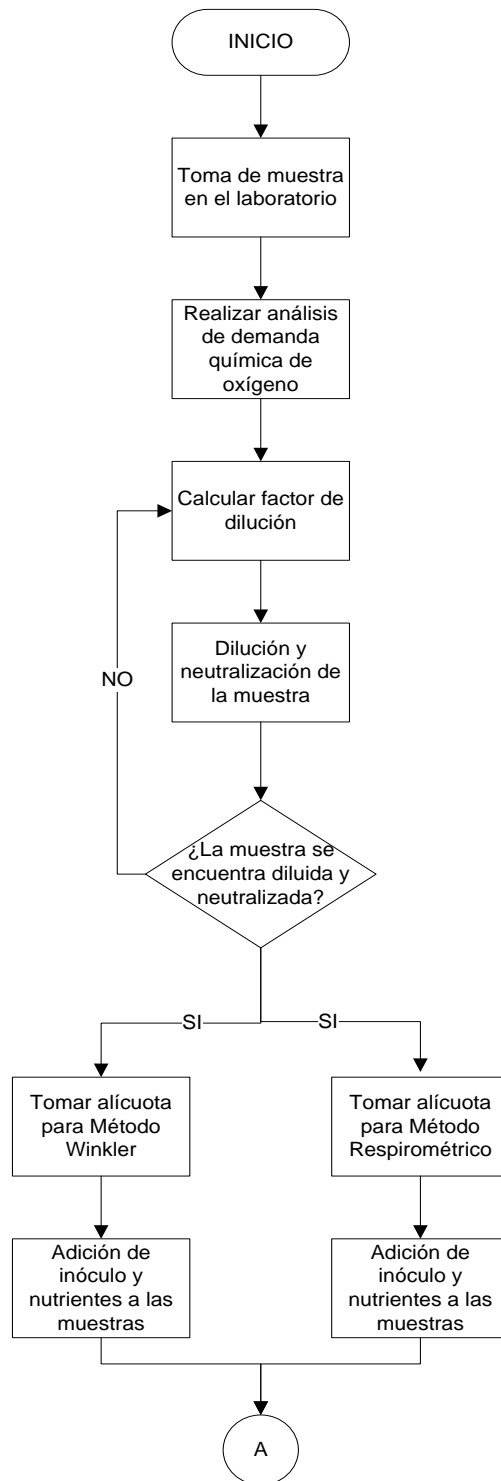 INICIO
Toma de muestra
en el laboratorio
Realizar análisis
de demanda
química de
oxígeno
Calcular factor de
dilución
Dilución y
neutralización de
la muestra
NO
¿La muestra se
encuentra diluida y
neutralizada?
SI
SI
Tomar alícuota
para Método
Winkler
Tomar alícuota
para Método
Respirométrico
Adición de
inóculo y
nutrientes a las
muestras
Adición de
inóculo y
nutrientes a las
muestras
A